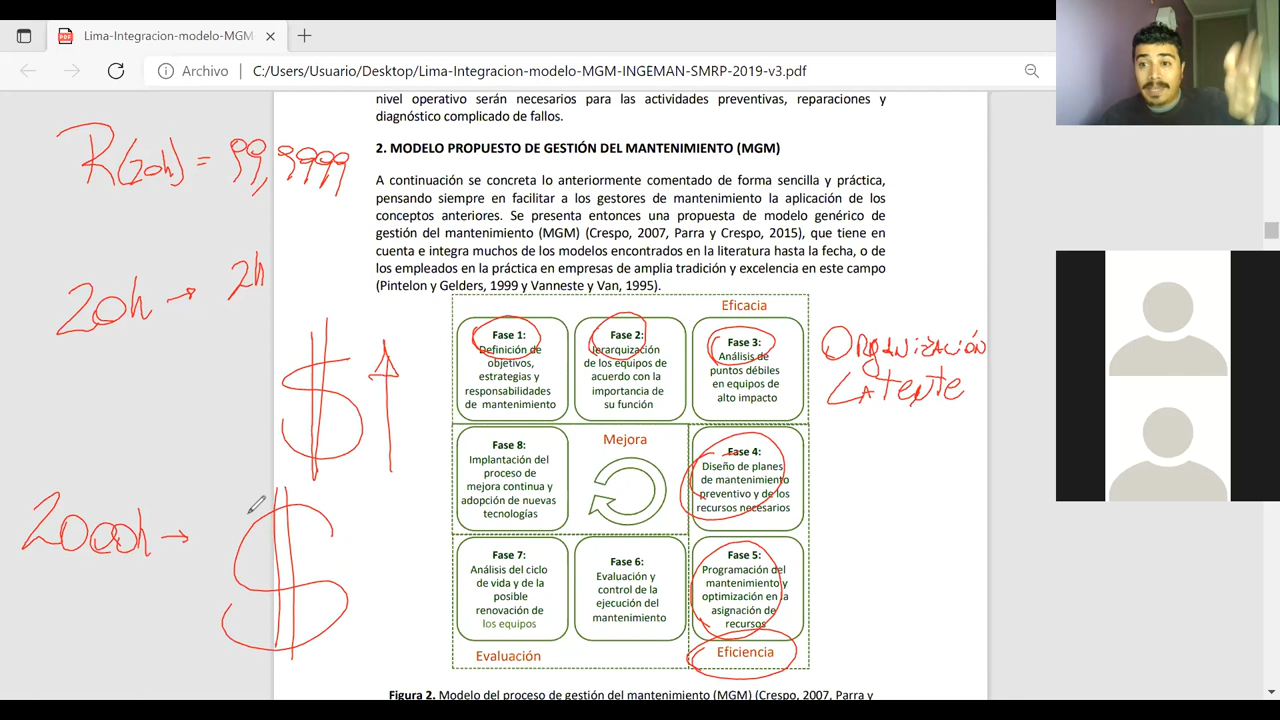 Lima-Integracion-modelo-MGM
Archivo C:/Users/Usuario/Desktop/Lima-Integracion-modelo-MGM-INGEMAN-SMRP-2019-v3.pdf
nivel operativo serán necesarios para las actividades preventivas, reparaciones y
diagnóstico complicado de fallos.
2. MODELO PROPUESTO DE GESTIÓN DEL MANTENIMIENTO (MGM)
A continuación se concreta lo anteriormente comentado de forma sencilla y práctica,
pensando siempre en facilitar a los gestores de mantenimiento la aplicación de los
conceptos anteriores. Se presenta entonces una propuesta de modelo genérico de
gestión del mantenimiento (MGM) (Crespo, 2007, Parra y Crespo, 2015), que tiene en
cuenta e integra muchos de los modelos encontrados en la literatura hasta la fecha, o de
los empleados en la práctica en empresas de amplia tradición y excelencia en este campo
(Pintelon y Gelders, 1999 y Vanneste y Van, 1995).
Eficacia
Fase 1:
Definición de
objetivos,
estrategias y
responsabilidades
de mantenimiento
Fase 2:
Jerarquización
de los equipos de
acuerdo con la
importancia de
su función
Fase 3:
Análisis de
puntos débiles
en equipos de
alto impacto
Fase 8:
Implantación del
proceso de
mejora continua y
adopción de nuevas
tecnologías
Mejora
Fase 4:
Diseño de planes
de mantenimiento
preventivo y de los
recursos necesarios
Fase 7:
Análisis del ciclo
de vida y de la
posible
renovación de
los equipos
Fase 6:
Evaluación y
control de la
ejecución del
mantenimiento
Fase 5:
Programación del
mantenimiento y
optimización en la
asignación de
recursos
Evaluación
Eficiencia
Figura 2. Modelo del proceso de gestión del mantenimiento (MGM) (Crespo, 2007, Parra y
R(20h) = 99,9999
20h → 2h
$ ↑
2000h → $
ORGANIZACIÓN
LATENTE